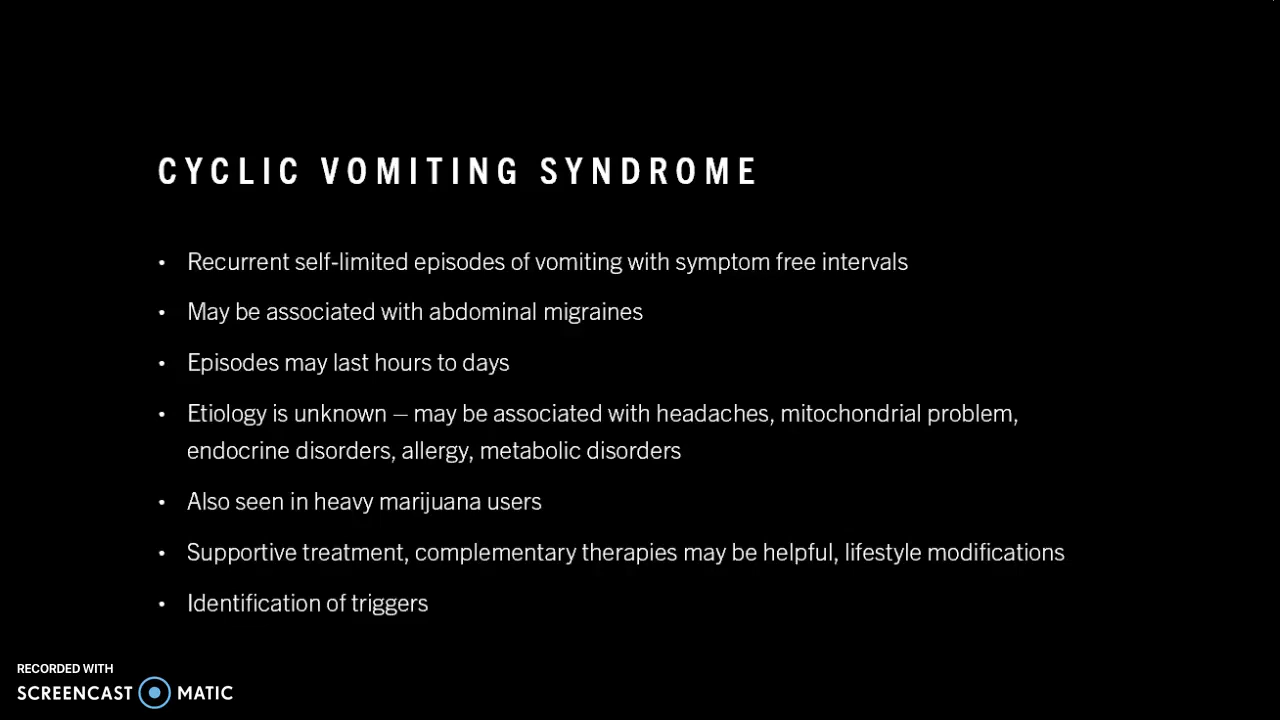 CYCLIC VOMITING SYNDROME
• Recurrent self-limited episodes of vomiting with symptom free intervals
• May be associated with abdominal migraines
• Episodes may last hours to days
• Etiology is unknown – may be associated with headaches, mitochondrial problem,
endocrine disorders, allergy, metabolic disorders
• Also seen in heavy marijuana users
• Supportive treatment, complementary therapies may be helpful, lifestyle modifications
• Identification of triggers
RECORDED WITH
SCREENCAST MATIC